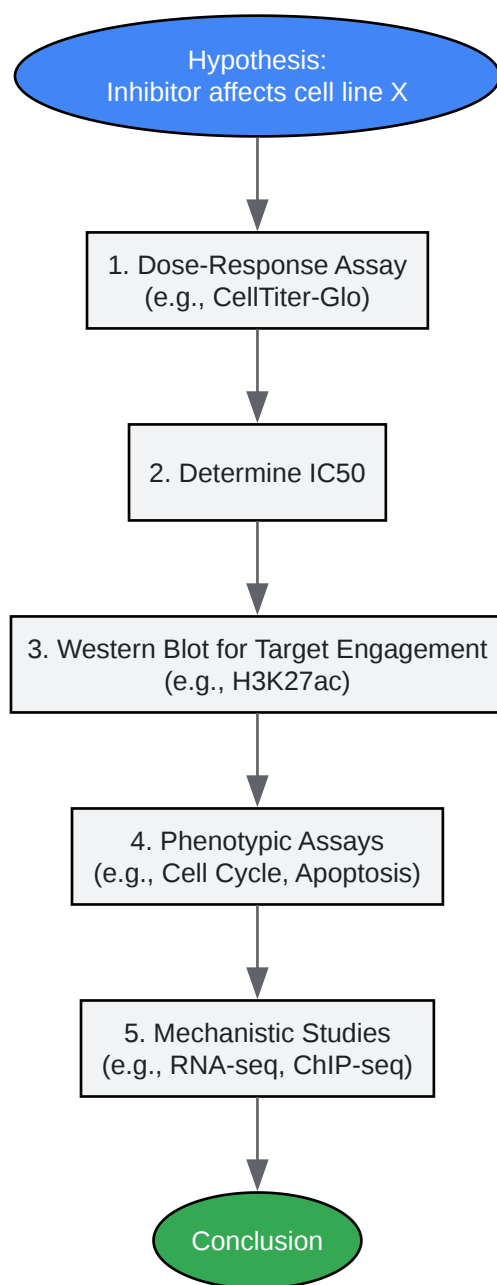 Hypothesis:
Inhibitor affects cell line X
1. Dose-Response Assay
(e.g., CellTiter-Glo)
2. Determine IC50
3. Western Blot for Target Engagement
(e.g., H3K27ac)
4. Phenotypic Assays
(e.g., Cell Cycle, Apoptosis)
5. Mechanistic Studies
(e.g., RNA-seq, ChIP-seq)
Conclusion